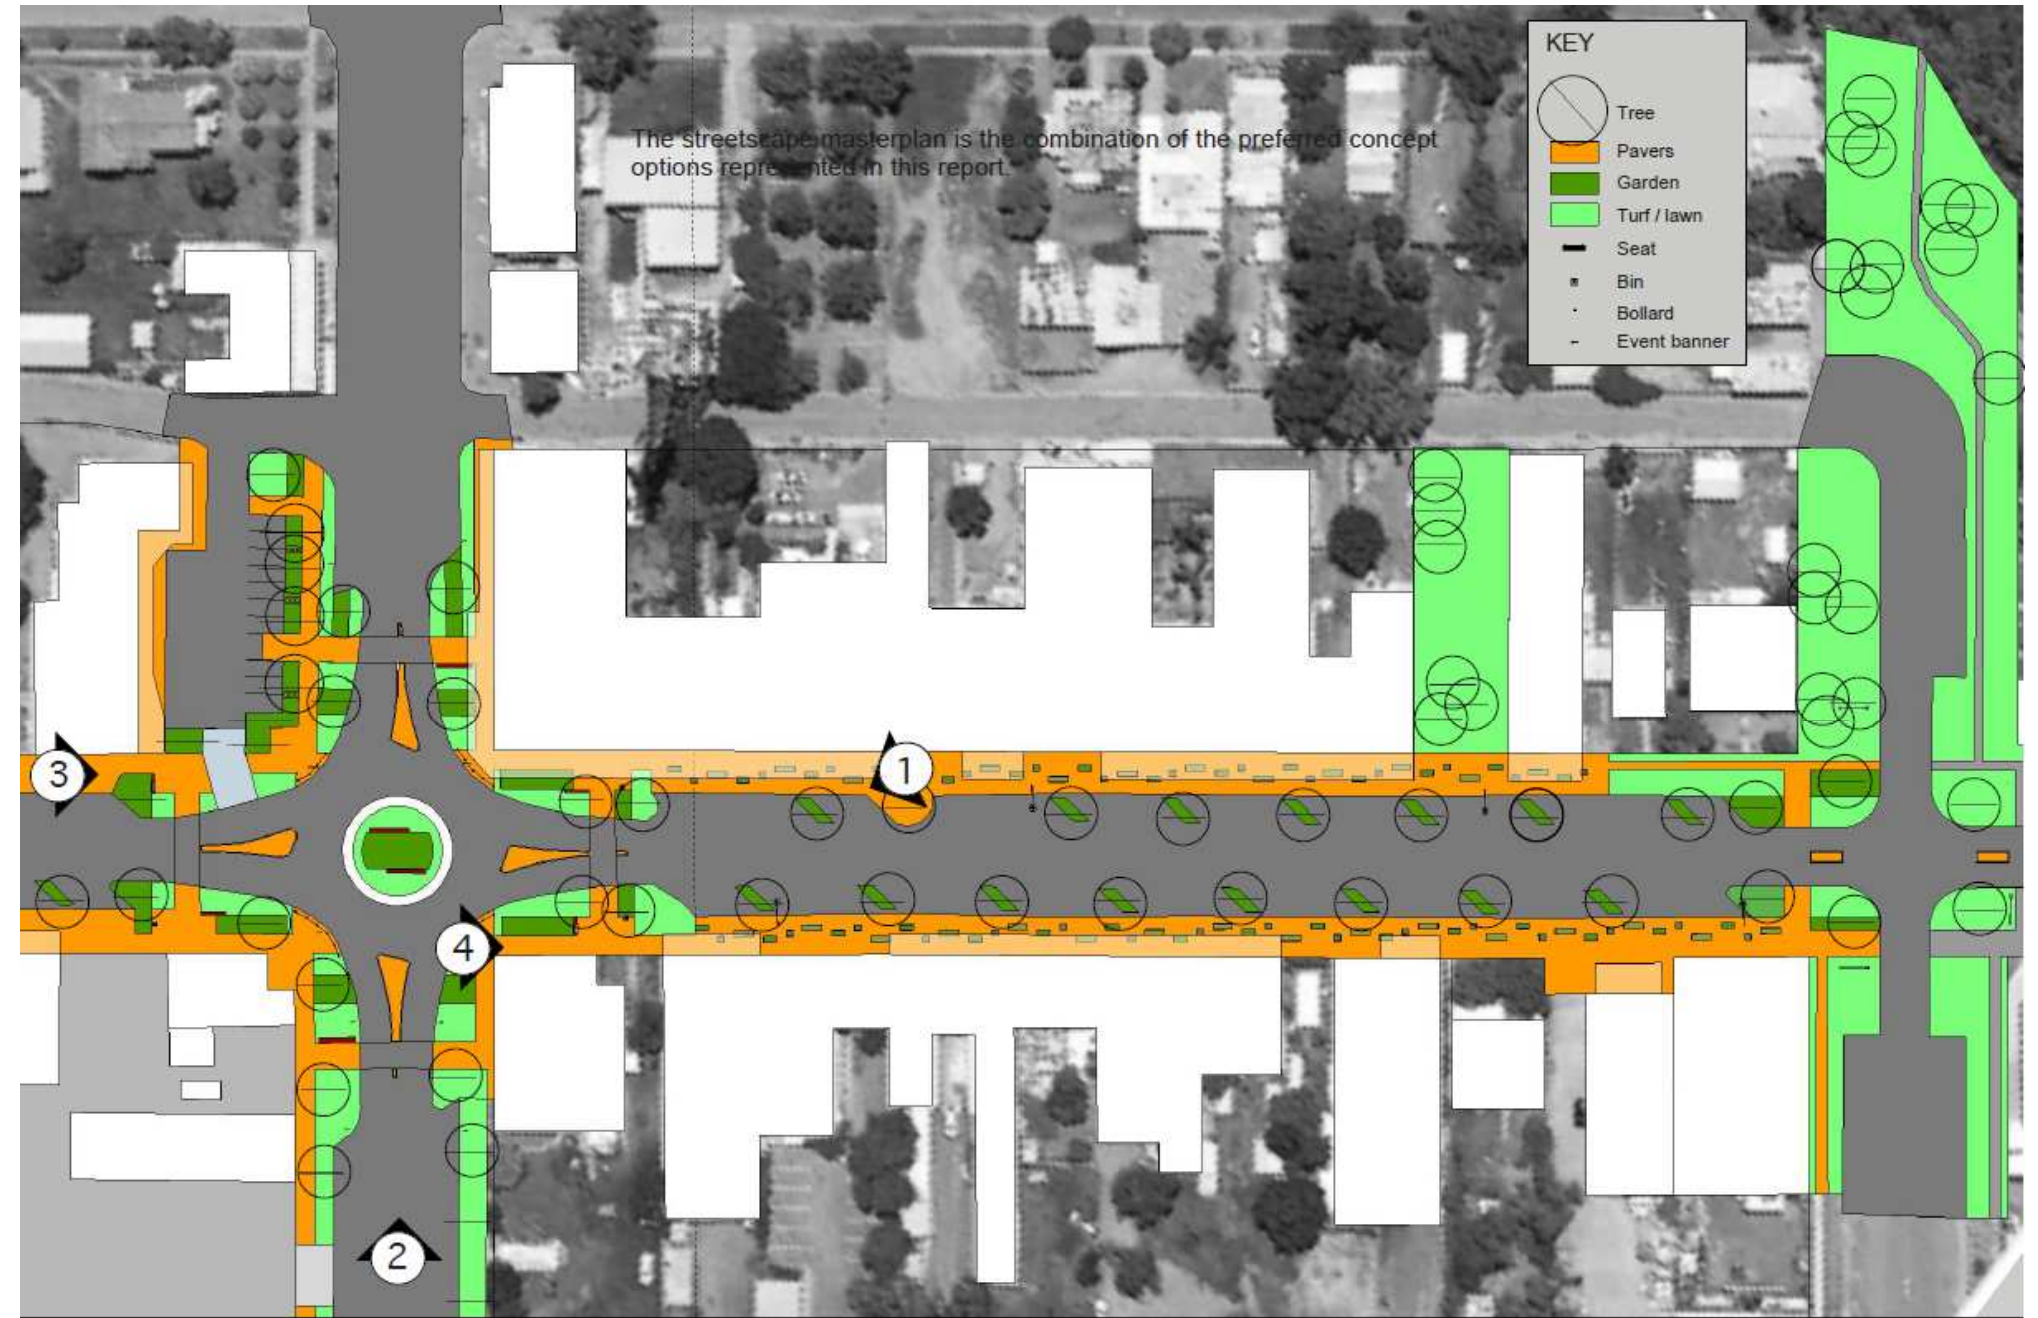 KEY
Tree
Pavers
Garden
Turf / lawn
Seat
Bin
Bollard
Event banner
The streetscape masterplan is the combination of the preferred concept
options represented in this report.
1
3
4
2